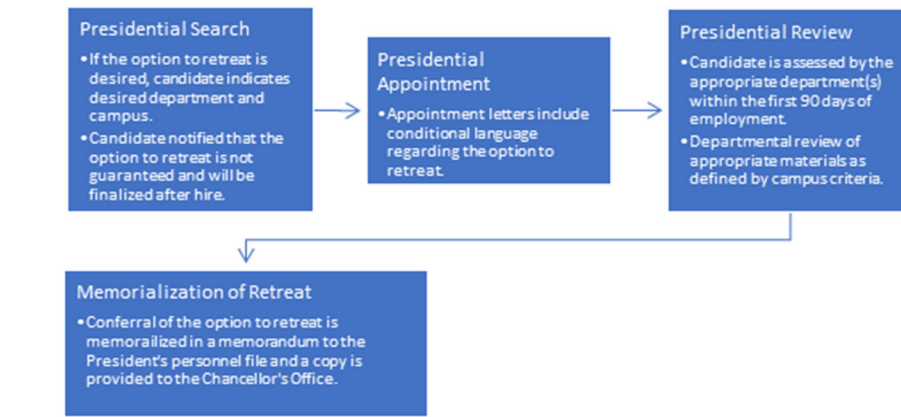 Presidential Search
•If the option to retreat is
desired, candidate indicates
desired department and
campus.
•Candidate notified that the
option to retreat is not
guaranteed and will be
finalized after hire.
Presidential
Appointment
•Appointment letters include
conditional language
regarding the option to
retreat.
Presidential Review
•Candidate is assessed by the
appropriate department(s)
within the first 90 days of
employment.
•Departmental review of
appropriate materials as
defined by campus criteria.
Memorialization of Retreat
•Conferral of the option to retreat is
memorailized in a memorandum to the
President's personnel file and a copy is
provided to the Chancellor's Office.